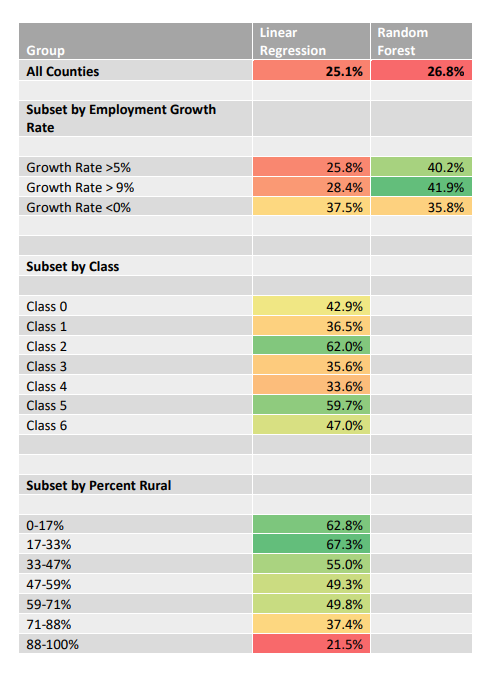 Group Linear Regression Random Forest
All Counties 25.1% 26.8%
Subset by Employment Growth
Rate
Growth Rate >5% 25.8% 40.2%
Growth Rate > 9% 28.4% 41.9%
Growth Rate <0% 37.5% 35.8%
Subset by Class
Class 0 42.9%
Class 1 36.5%
Class 2 62.0%
Class 3 35.6%
Class 4 33.6%
Class 5 59.7%
Class 6 47.0%
Subset by Percent Rural
0-17% 62.8%
17-33% 67.3%
33-47% 55.0%
47-59% 49.3%
59-71% 49.8%
71-88% 37.4%
88-100% 21.5%